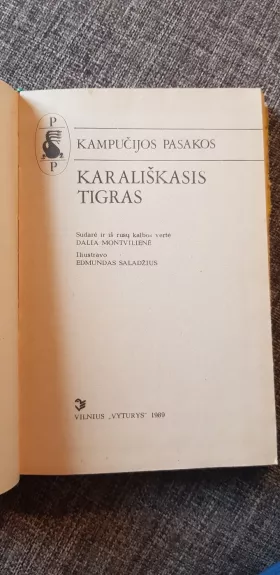 P
P
KAMPUČIJOS PASAKOS
KARALIŠKASIS
TIGRAS
Sudarė ir iš rusų kalbos vertė
DALIA MONTVILIENĖ
Iliustravo
EDMUNDAS SALADŽIUS
VILNIUS „VYTURYS" 1989